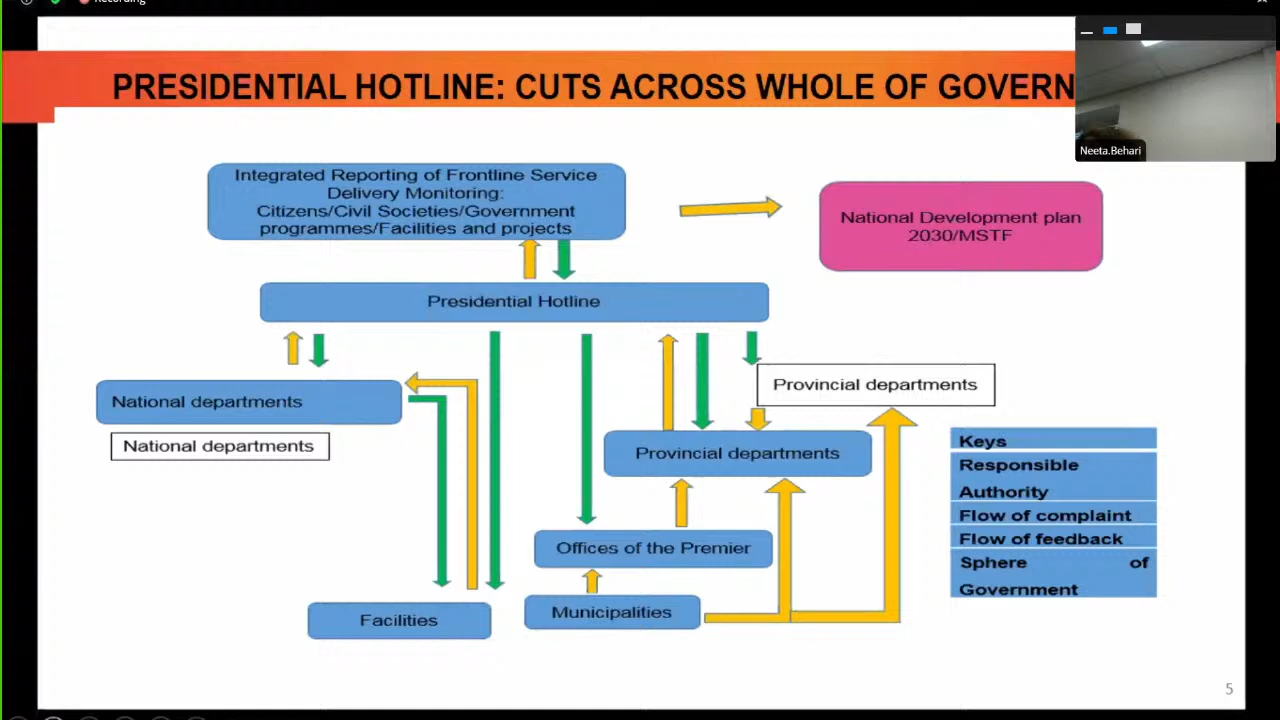 Recording
PRESIDENTIAL HOTLINE: CUTS ACROSS WHOLE OF GOVERN
Neeta.Behari
Integrated Reporting of Frontline Service
Delivery Monitoring:
Citizens/Civil Societies/Government
programmes/Facilities and projects
National Development plan
2030/MSTF
Presidential Hotline
Provincial departments
National departments
National departments
Provincial departments
Keys
Responsible
Authority
Flow of complaint
Flow of feedback
Sphere of
Government
Offices of the Premier
Municipalities
Facilities
5